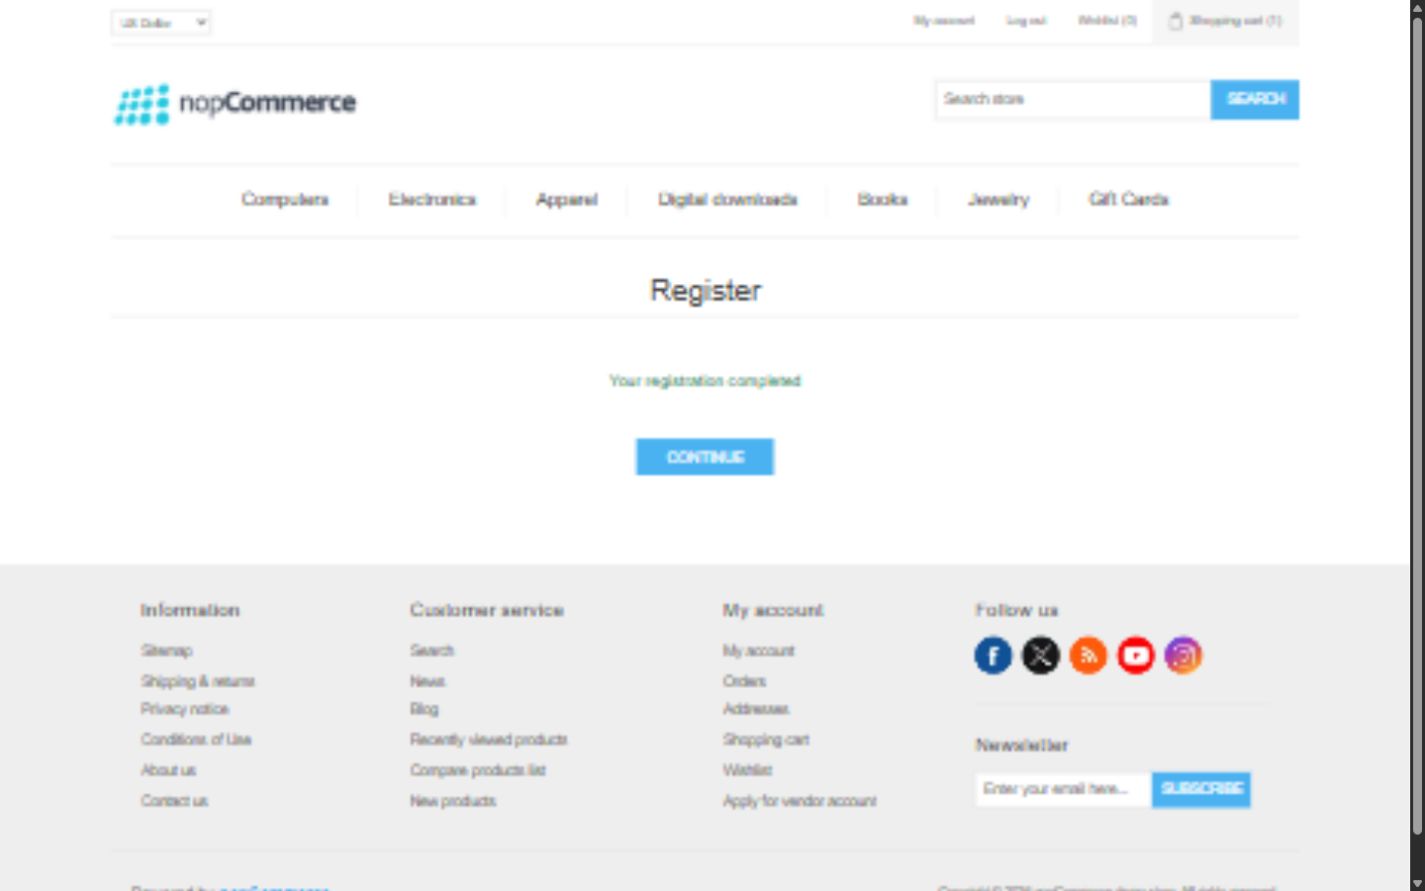 US Dollar
My account Log out Wishlist (0) Shopping cart (1)
nopCommerce
Search store SEARCH
Computers Electronics Apparel Digital downloads Books Jewelry Gift Cards
Register
Your registration completed
CONTINUE
Information Customer service My account Follow us
Sitemap Search My account
Shipping & returns News Orders
Privacy notice Blog Addresses
Conditions of Use Recently viewed products Shopping cart Newsletter
About us Compare products list Wishlist Enter your email here... SUBSCRIBE
Contact us New products Apply for vendor account
Powered by nopCommerce